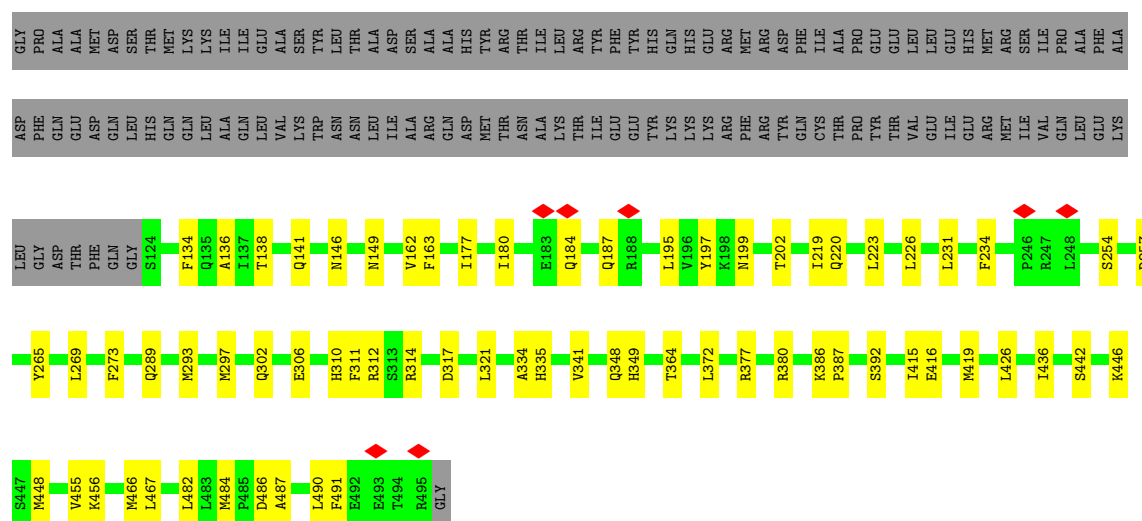 GLY PRO ALA ALA MET ASP SER THR MET LYS LYS ILE ILE GLU ALA SER TYR LEU THR ALA ASP SER ALA ALA HIS TYR ARG THR ILE LEU ARG TYR PHE TYR HIS GLN HIS GLU ARG MET ARG ASP PHE ILE ALA PRO GLU GLU LEU LEU GLU HIS MET ARG SER ILE PRO ALA PHE ALA
ASP PHE GLN GLU GLU ASP GLN LEU HIS GLN GLN LEU ALA GLN LEU VAL LYS TRP ASN ASN LEU ILE ALA ARG GLN ASP MET THR ASN ALA LYS THR ILE GLU GLU TYR LYS LYS LYS ARG PHE ARG TYR GLN CYS THR PRO TYR THR VAL GLU ILE GLU ARG MET ILE VAL GLN LEU GLU LYS
LEU GLY ASP THR PHE GLN GLY S124 F134 Q135 A136 I137 T138 Q141 N146 N149 V162 F163 I177 I180 E183 Q184 Q187 R188 L195 V196 Y197 K198 N199 T202 I219 Q220 L223 L226 L231 F234 P246 R247 L248 S254
Y265 L269 F273 Q289 M293 M297 Q302 E306 H310 F311 R312 S313 R314 D317 L321 A334 H335 V341 Q348 H349 T364 L372 R377 R380 K386 P387 S392 I415 E416 M419 L426 I436 S442 K446
S447 M448 V455 K456 M466 L467 L482 L483 M484 P485 D486 A487 L490 F491 E492 E493 T494 R495 GLY